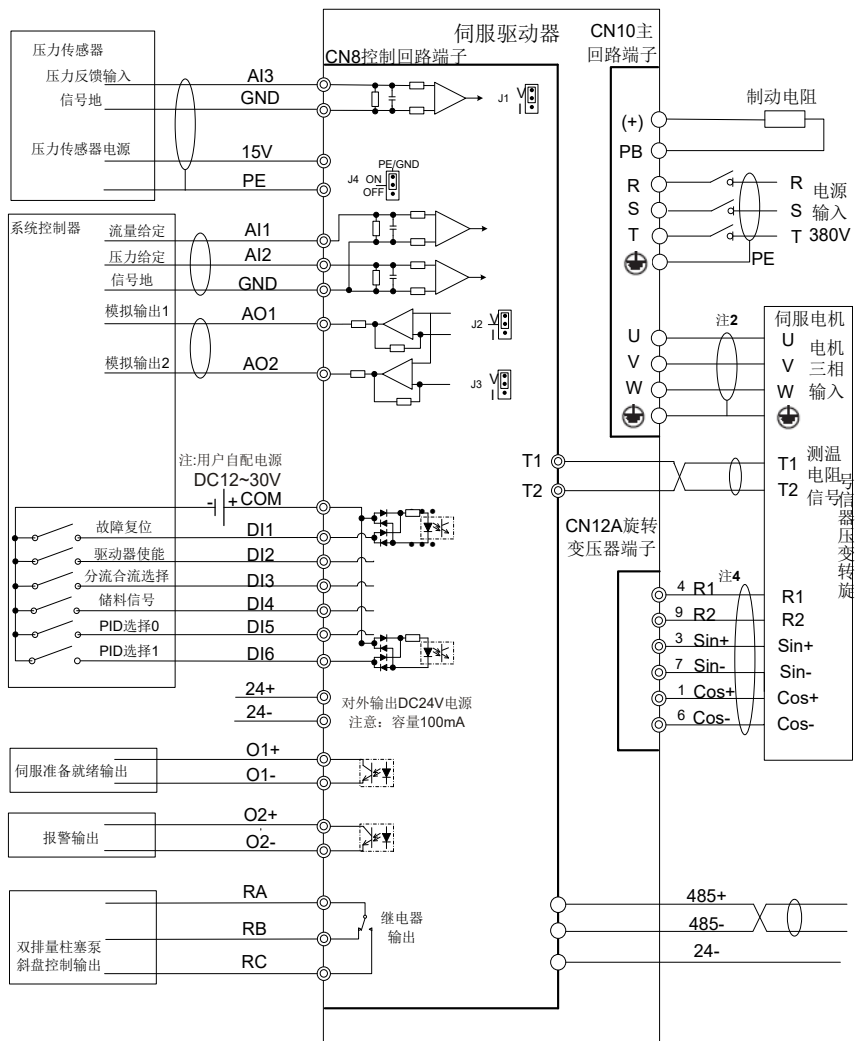 伺服驱动器
CN8控制回路端子
CN10主
回路端子
压力传感器
压力反馈输入
AI3
信号地
GND
压力传感器电源
15V
PE
J1
V
I
PE/GND
J4
ON
OFF
系统控制器
流量给定
AI1
压力给定
AI2
信号地
GND
模拟输出1
AO1
模拟输出2
AO2
J2
V
I
J3
V
I
注:用户自配电源
DC12~30V
- + COM
故障复位
DI1
驱动器使能
DI2
分流合流选择
DI3
储料信号
DI4
PID选择0
DI5
PID选择1
DI6
24+
24-
对外输出DC24V电源
注意：容量100mA
伺服准备就绪输出
O1+
O1-
报警输出
O2+
O2-
双排量柱塞泵
斜盘控制输出
RA
RB
RC
继电器
输出
制动电阻
(+)
PB
R
S
T
R
S
T
电源
输入
380V
PE
注2
U
V
W
伺服电机
U
V
W
电机
三相
输入
T1
T2
T1
T2
测温
电阻
信号
CN12A旋转
变压器端子
注4
4 R1
9 R2
3 Sin+
7 Sin-
1 Cos+
6 Cos-
R1
R2
Sin+
Sin-
Cos+
Cos-
号信器压变转旋
485+
485-
24-